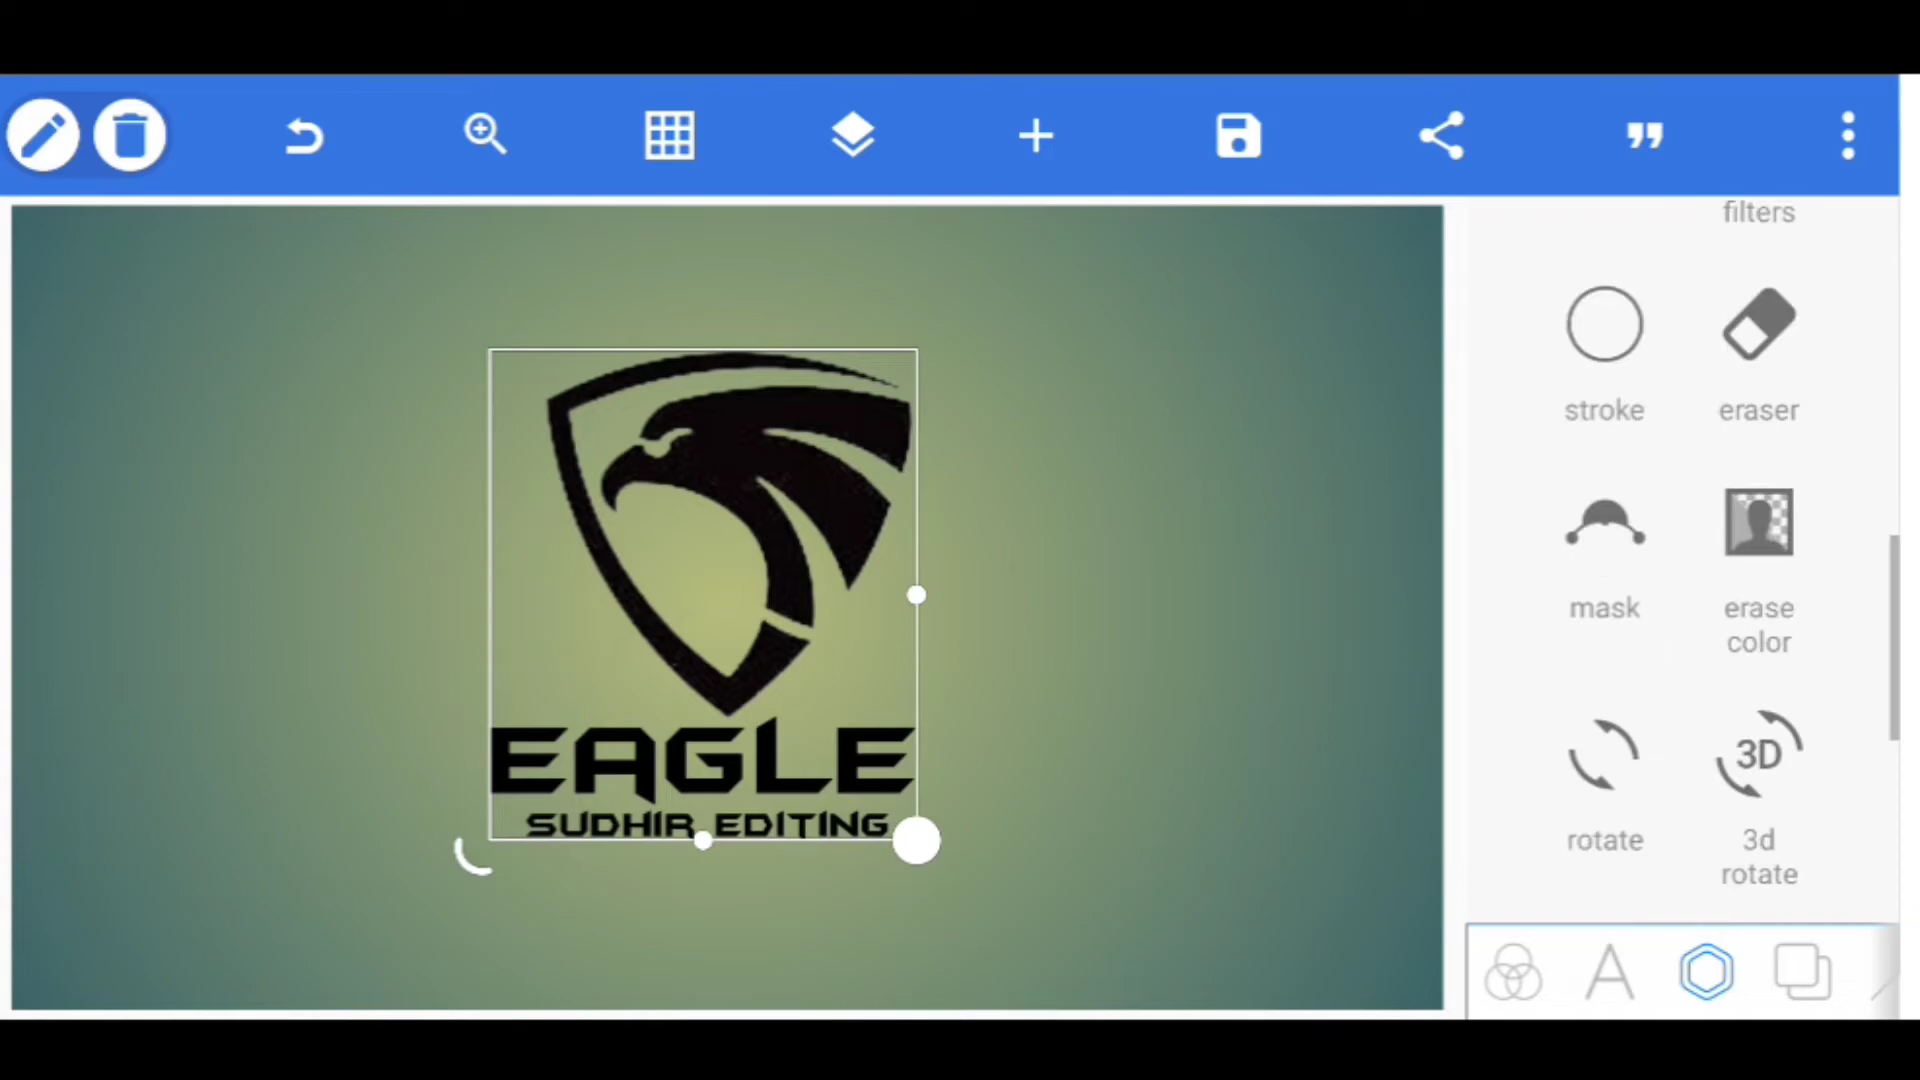 filters
stroke
eraser
mask
erase
color
rotate
3D
3d
rotate
EAGLE
SUDHIR EDITING
A